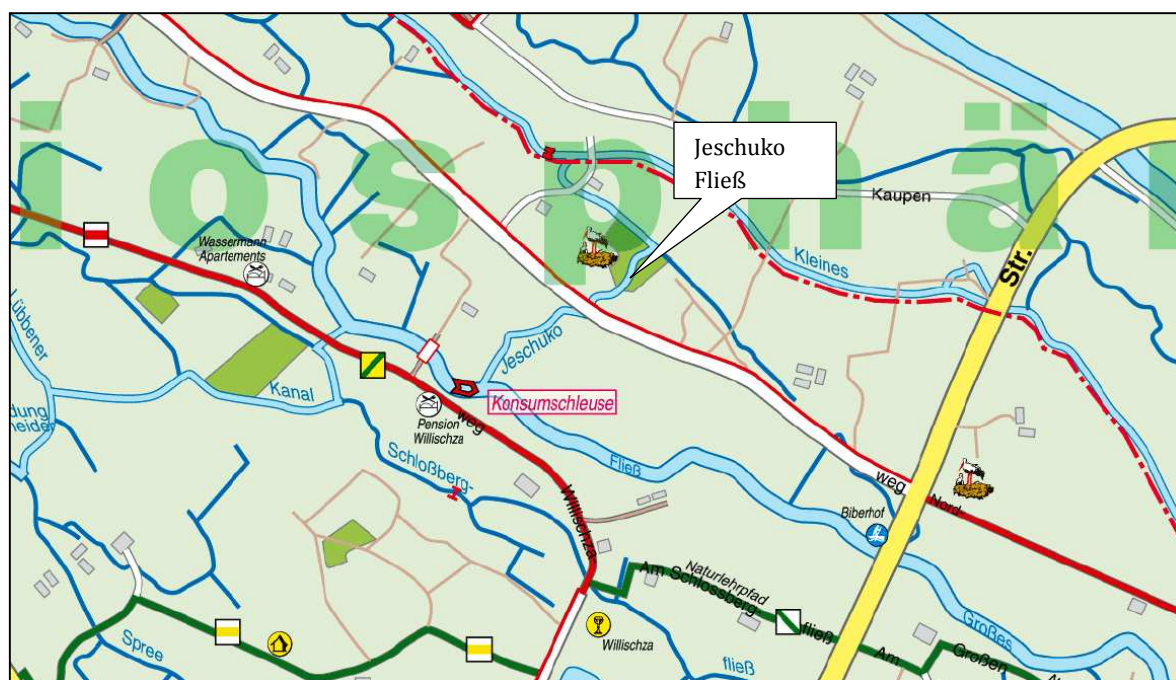 iosphär
Jeschuko
Fließ
Kaupen
Str.
Kleines
Wassermann
Apartements
Lübbener
Kanal
Jeschuko
Konsumschleuse
Pension
Willischza
weg
Schloßberg-
Fließ
weg
Nord-
Biberhof
Willischza
Naturlehrpfad
Am Schlossberg-
fließ
Am
Großen
Großes
Willischza
fließ
Spree